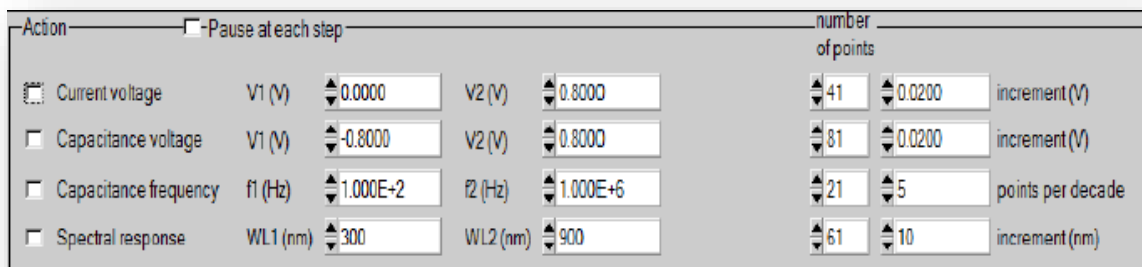 Action Pause at each step number
of points
Current voltage V1 (V) 0.0000 V2 (V) 0.8000 41 0.0200 increment (V)
Capacitance voltage V1 (V) -0.8000 V2 (V) 0.8000 81 0.0200 increment (V)
Capacitance frequency f1 (Hz) 1.000E+2 f2 (Hz) 1.000E+6 21 5 points per decade
Spectral response WL1 (nm) 300 WL2 (nm) 900 61 10 increment (nm)